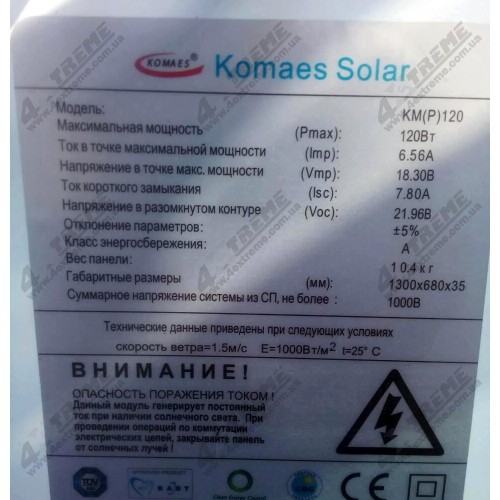 KOMAES ® Komaes Solar
Модель: KM(P)120
Максимальная мощность (Pmax): 120Вт
Ток в точке максимальной мощности (Imp): 6.56А
Напряжение в точке макс. мощности (Vmp): 18.30В
Ток короткого замыкания (Isc): 7.80А
Напряжение в разомкнутом контуре (Voc): 21.96В
Отклонение параметров: ±5%
Класс энергосбережения: А
Вес панели: 10.4кг
Габаритные размеры (мм): 1300х680х35
Суммарное напряжение системы из СП, не более : 1000В
Технические данные приведены при следующих условиях
скорость ветра=1.5м/с E=1000Вт/м² t=25° C
ВНИМАНИЕ!
ОПАСНОСТЬ ПОРАЖЕНИЯ ТОКОМ !
Данный модуль генерирует постоянный
ток при наличии солнечного света. При
проведении операций по коммутации
электрических цепей, закрывайте панель
от солнечных лучей!
TÜV
4XTREME
4extreme.com.ua